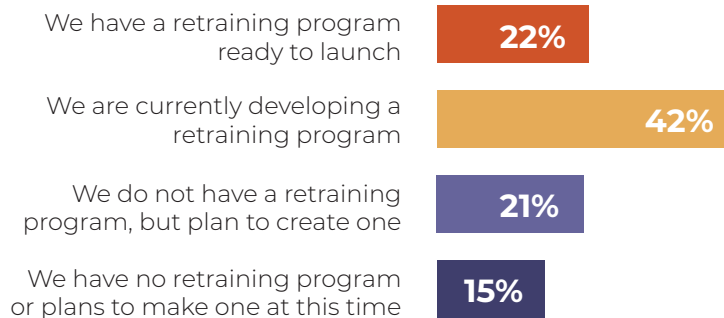 We have a retraining program
ready to launch
22%
We are currently developing a
retraining program
42%
We do not have a retraining
program, but plan to create one
21%
We have no retraining program
or plans to make one at this time
15%